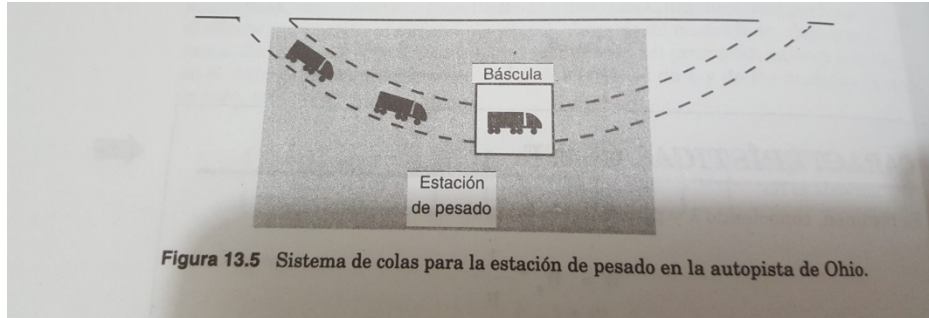 Báscula
Estación
de pesado
Figura 13.5 Sistema de colas para la estación de pesado en la autopista de Ohio.